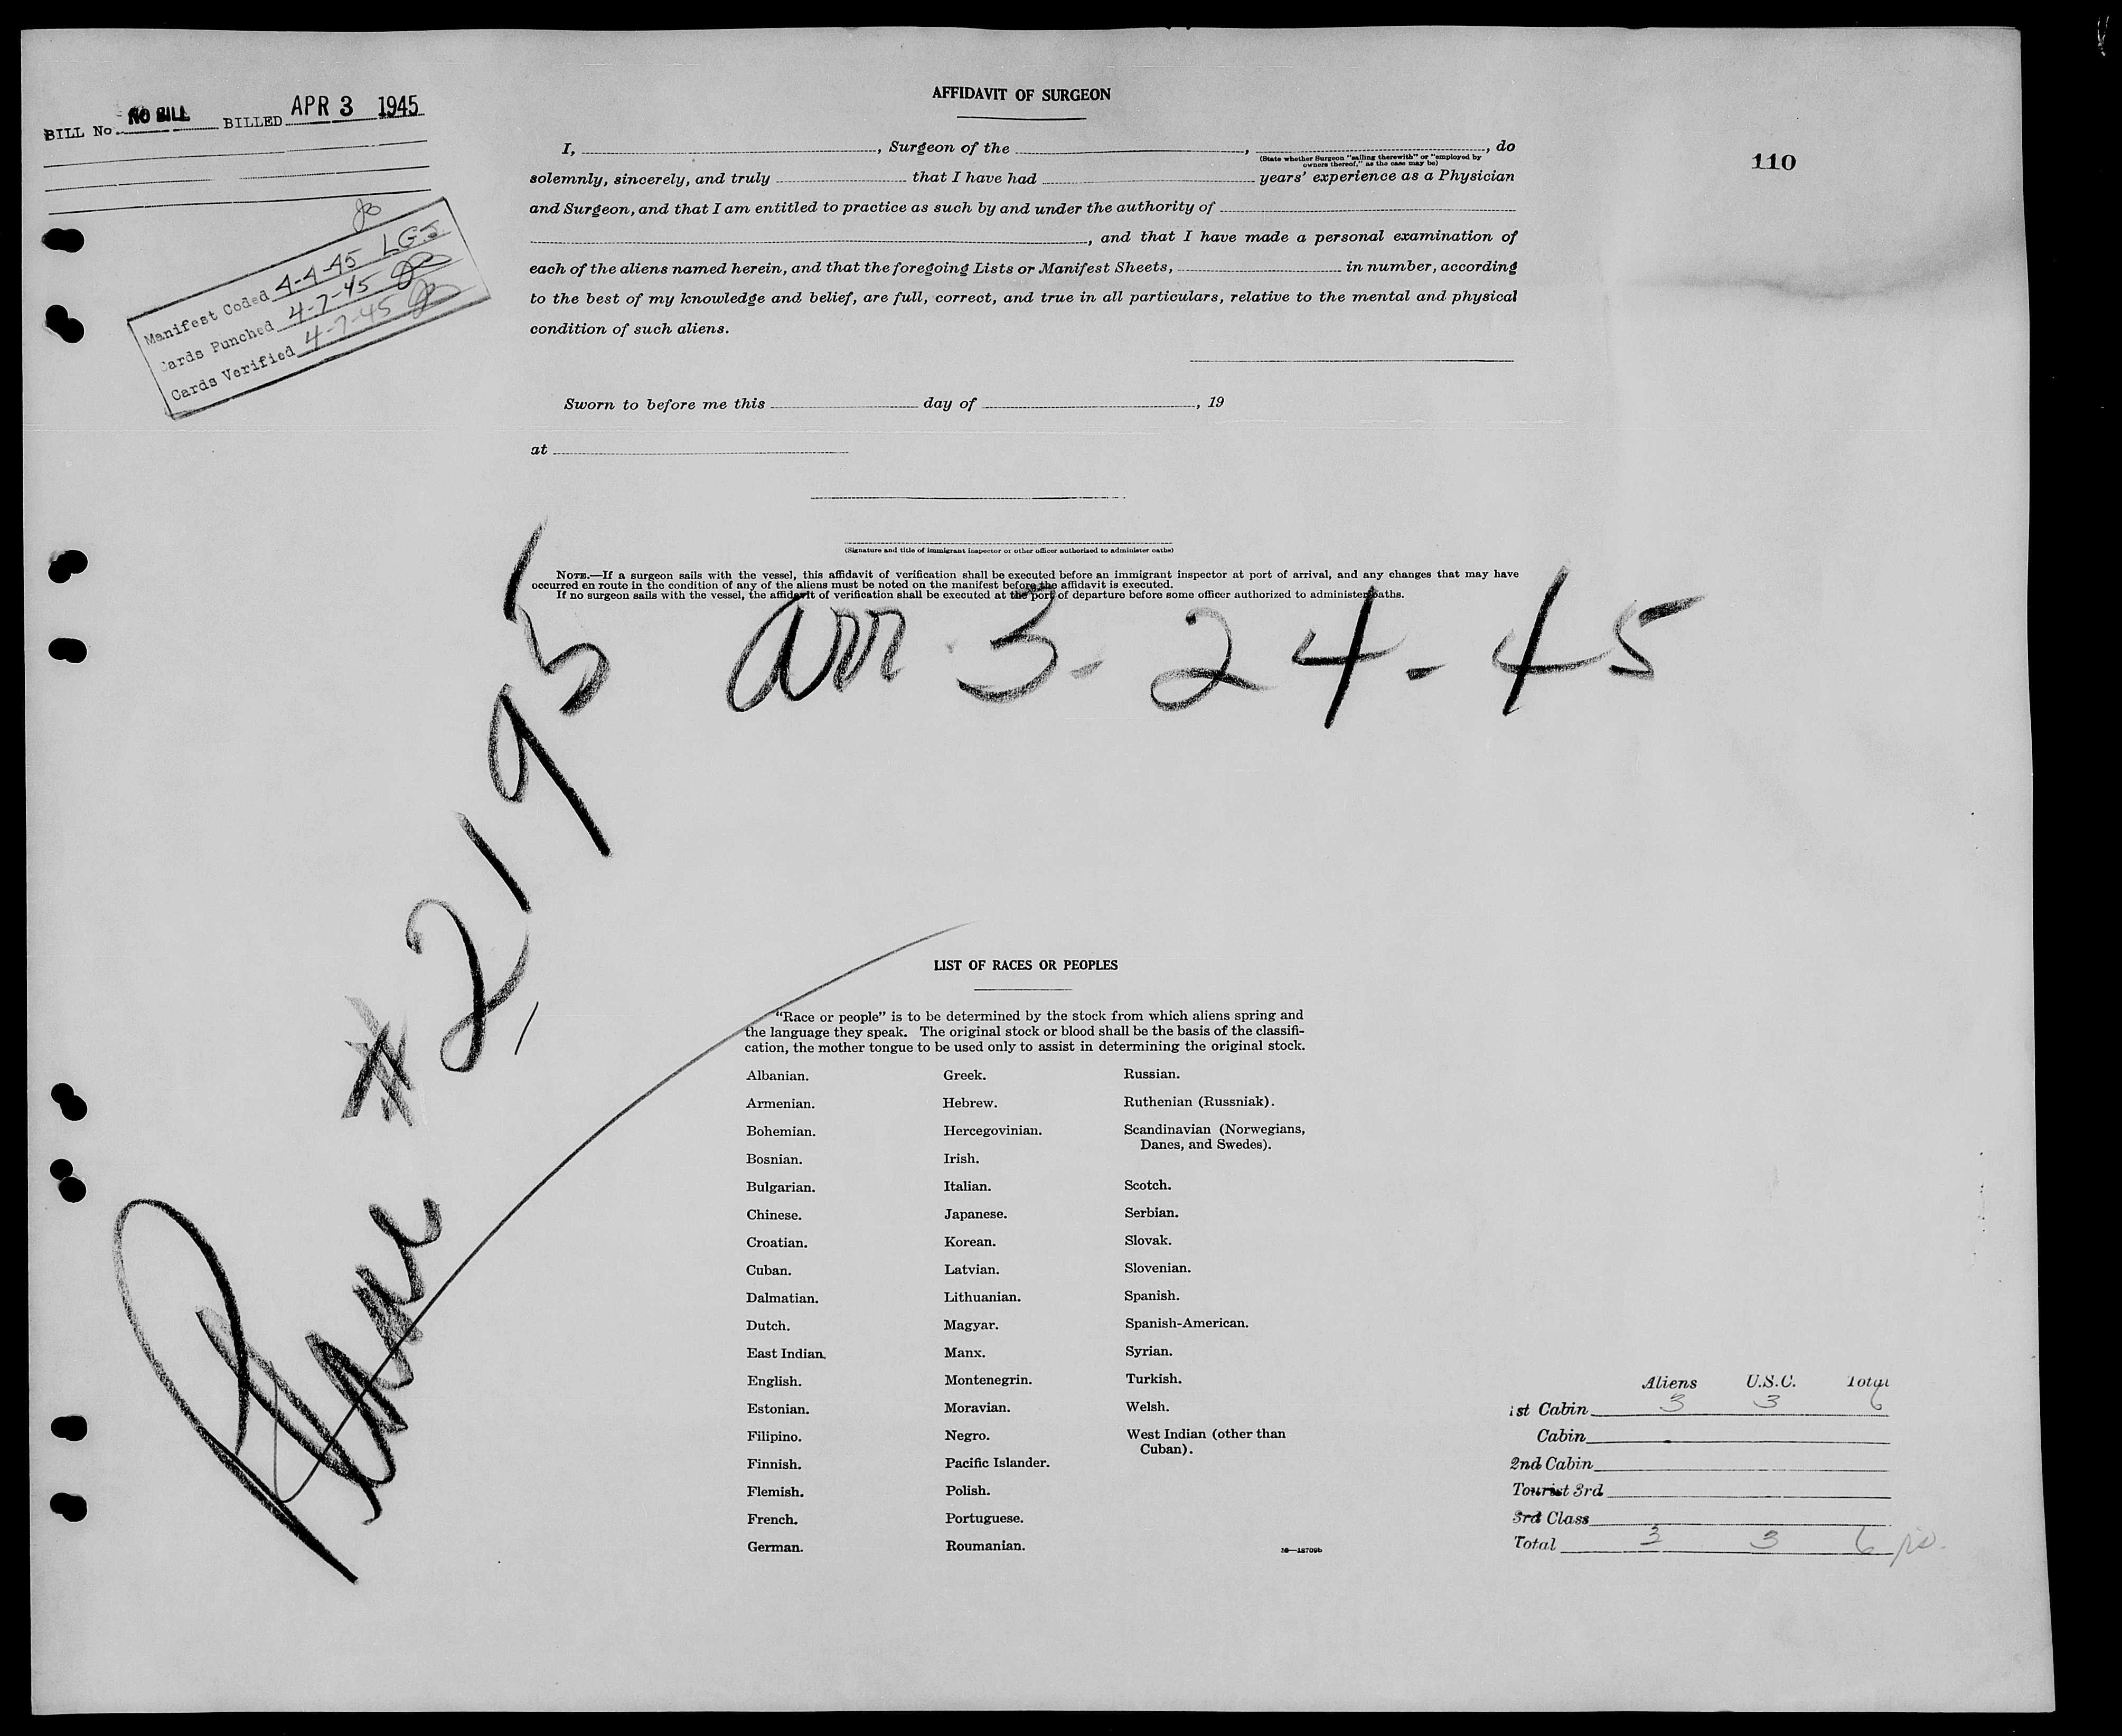 BILL No. NO BILL BILLED APR 3 1945
Manifest Coded 4-4-45 LGJ
Cards Punched 4-7-45
Cards Verified 4-7-45
110
AFFIDAVIT OF SURGEON
I, , Surgeon of the , , do
(State whether Surgeon "sailing therewith" or "employed by
owners thereof," as the case may be)
solemnly, sincerely, and truly that I have had years' experience as a Physician
and Surgeon, and that I am entitled to practice as such by and under the authority of
, and that I have made a personal examination of
each of the aliens named herein, and that the foregoing Lists or Manifest Sheets, in number, according
to the best of my knowledge and belief, are full, correct, and true in all particulars, relative to the mental and physical
condition of such aliens.
Sworn to before me this day of , 19
at
(Signature and title of immigrant inspector or other officer authorized to administer oaths)
NOTE.—If a surgeon sails with the vessel, this affidavit of verification shall be executed before an immigrant inspector at port of arrival, and any changes that may have
occurred en route in the condition of any of the aliens must be noted on the manifest before the affidavit is executed.
If no surgeon sails with the vessel, the affidavit of verification shall be executed at the port of departure before some officer authorized to administer oaths.
arr 3-24-45
Plane #2195
LIST OF RACES OR PEOPLES
"Race or people" is to be determined by the stock from which aliens spring and
the language they speak. The original stock or blood shall be the basis of the classifi-
cation, the mother tongue to be used only to assist in determining the original stock.
Albanian.
Armenian.
Bohemian.
Bosnian.
Bulgarian.
Chinese.
Croatian.
Cuban.
Dalmatian.
Dutch.
East Indian.
English.
Estonian.
Filipino.
Finnish.
Flemish.
French.
German.
Greek.
Hebrew.
Hercegovinian.
Irish.
Italian.
Japanese.
Korean.
Latvian.
Lithuanian.
Magyar.
Manx.
Montenegrin.
Moravian.
Negro.
Pacific Islander.
Polish.
Portuguese.
Roumanian.
Russian.
Ruthenian (Russniak).
Scandinavian (Norwegians,
Danes, and Swedes).
Scotch.
Serbian.
Slovak.
Slovenian.
Spanish.
Spanish-American.
Syrian.
Turkish.
Welsh.
West Indian (other than
Cuban).
16—18709b
Aliens U.S.C. Total
1st Cabin 3 3 6
Cabin
2nd Cabin
Tourist 3rd
3rd Class
Total 3 3 6